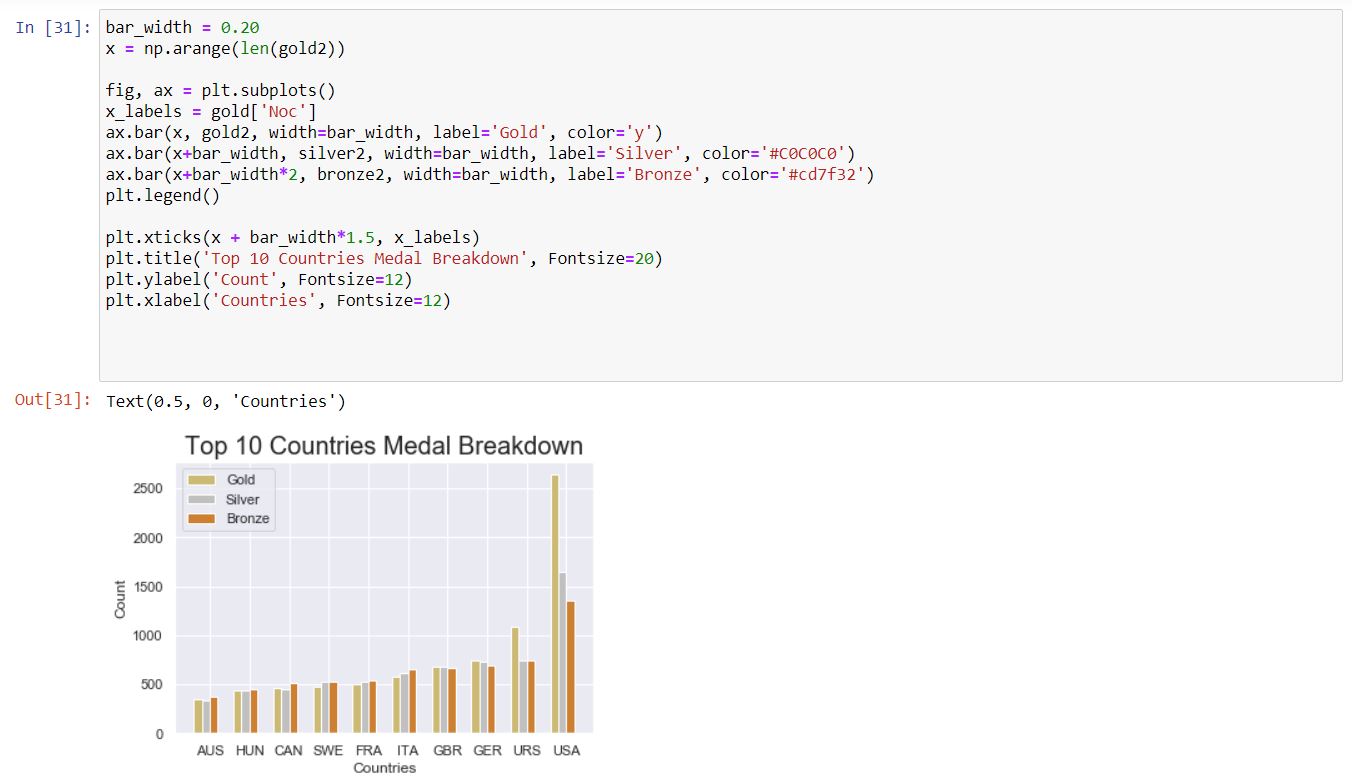 In [31]: bar_width = 0.20
x = np.arange(len(gold2))
fig, ax = plt.subplots()
x_labels = gold['Noc']
ax.bar(x, gold2, width=bar_width, label='Gold', color='y')
ax.bar(x+bar_width, silver2, width=bar_width, label='Silver', color='#C0C0C0')
ax.bar(x+bar_width*2, bronze2, width=bar_width, label='Bronze', color='#cd7f32')
plt.legend()
plt.xticks(x + bar_width*1.5, x_labels)
plt.title('Top 10 Countries Medal Breakdown', Fontsize=20)
plt.ylabel('Count', Fontsize=12)
plt.xlabel('Countries', Fontsize=12)
Out[31]: Text(0.5, 0, 'Countries')
Top 10 Countries Medal Breakdown
Gold
Silver
Bronze
2500
2000
1500
1000
500
0
Count
AUS HUN CAN SWE FRA ITA GBR GER URS USA
Countries